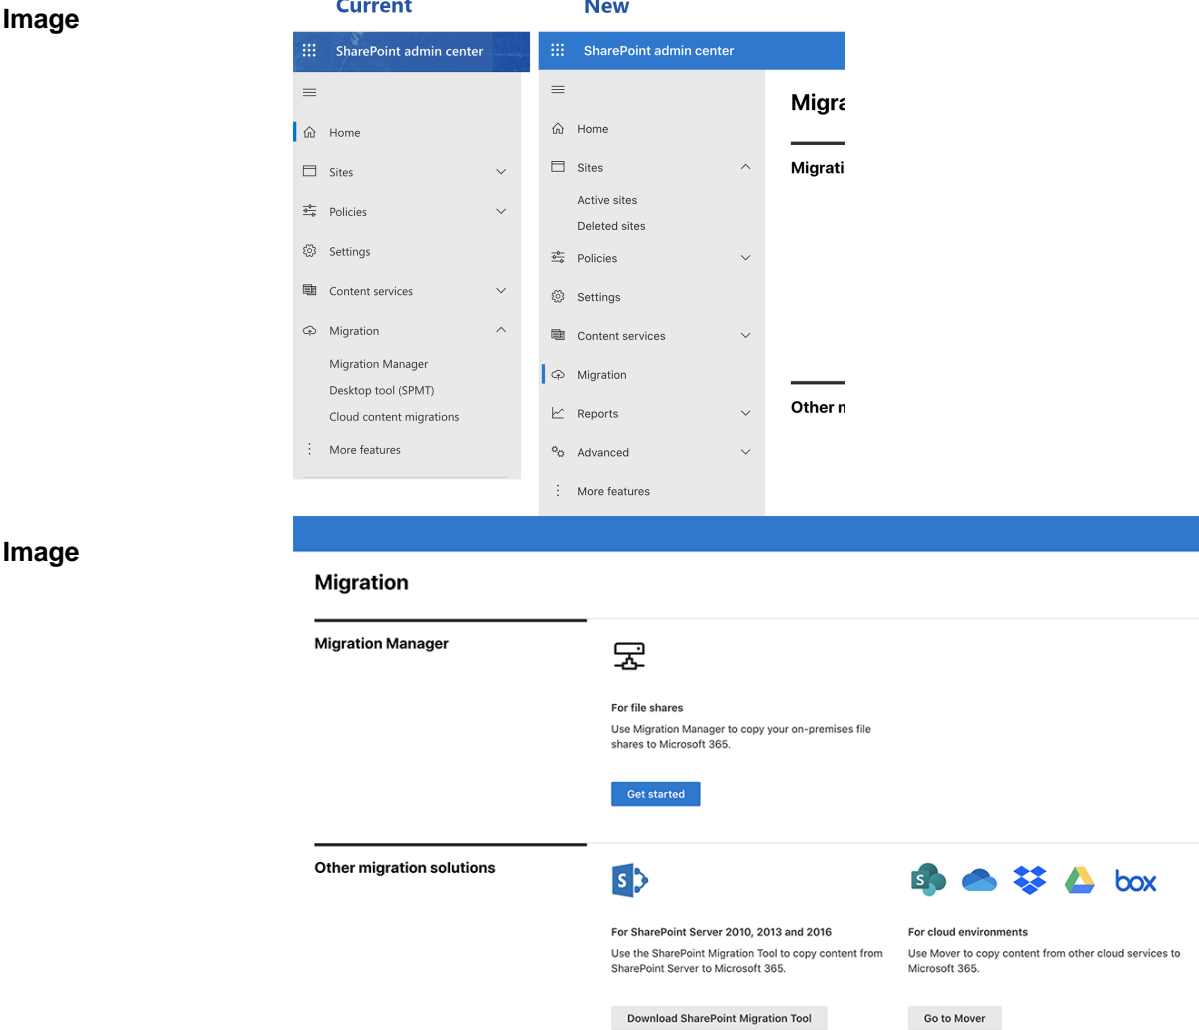 Image
Current
New
SharePoint admin center
Home
Sites
Policies
Settings
Content services
Migration
Migration Manager
Desktop tool (SPMT)
Cloud content migrations
More features
SharePoint admin center
Home
Sites
Active sites
Deleted sites
Policies
Settings
Content services
Migration
Reports
Advanced
More features
Migra
Migrati
Other m
Image
Migration
Migration Manager
For file shares
Use Migration Manager to copy your on-premises file
shares to Microsoft 365.
Get started
Other migration solutions
S
For SharePoint Server 2010, 2013 and 2016
Use the SharePoint Migration Tool to copy content from
SharePoint Server to Microsoft 365.
Download SharePoint Migration Tool
S
box
For cloud environments
Use Mover to copy content from other cloud services to
Microsoft 365.
Go to Mover